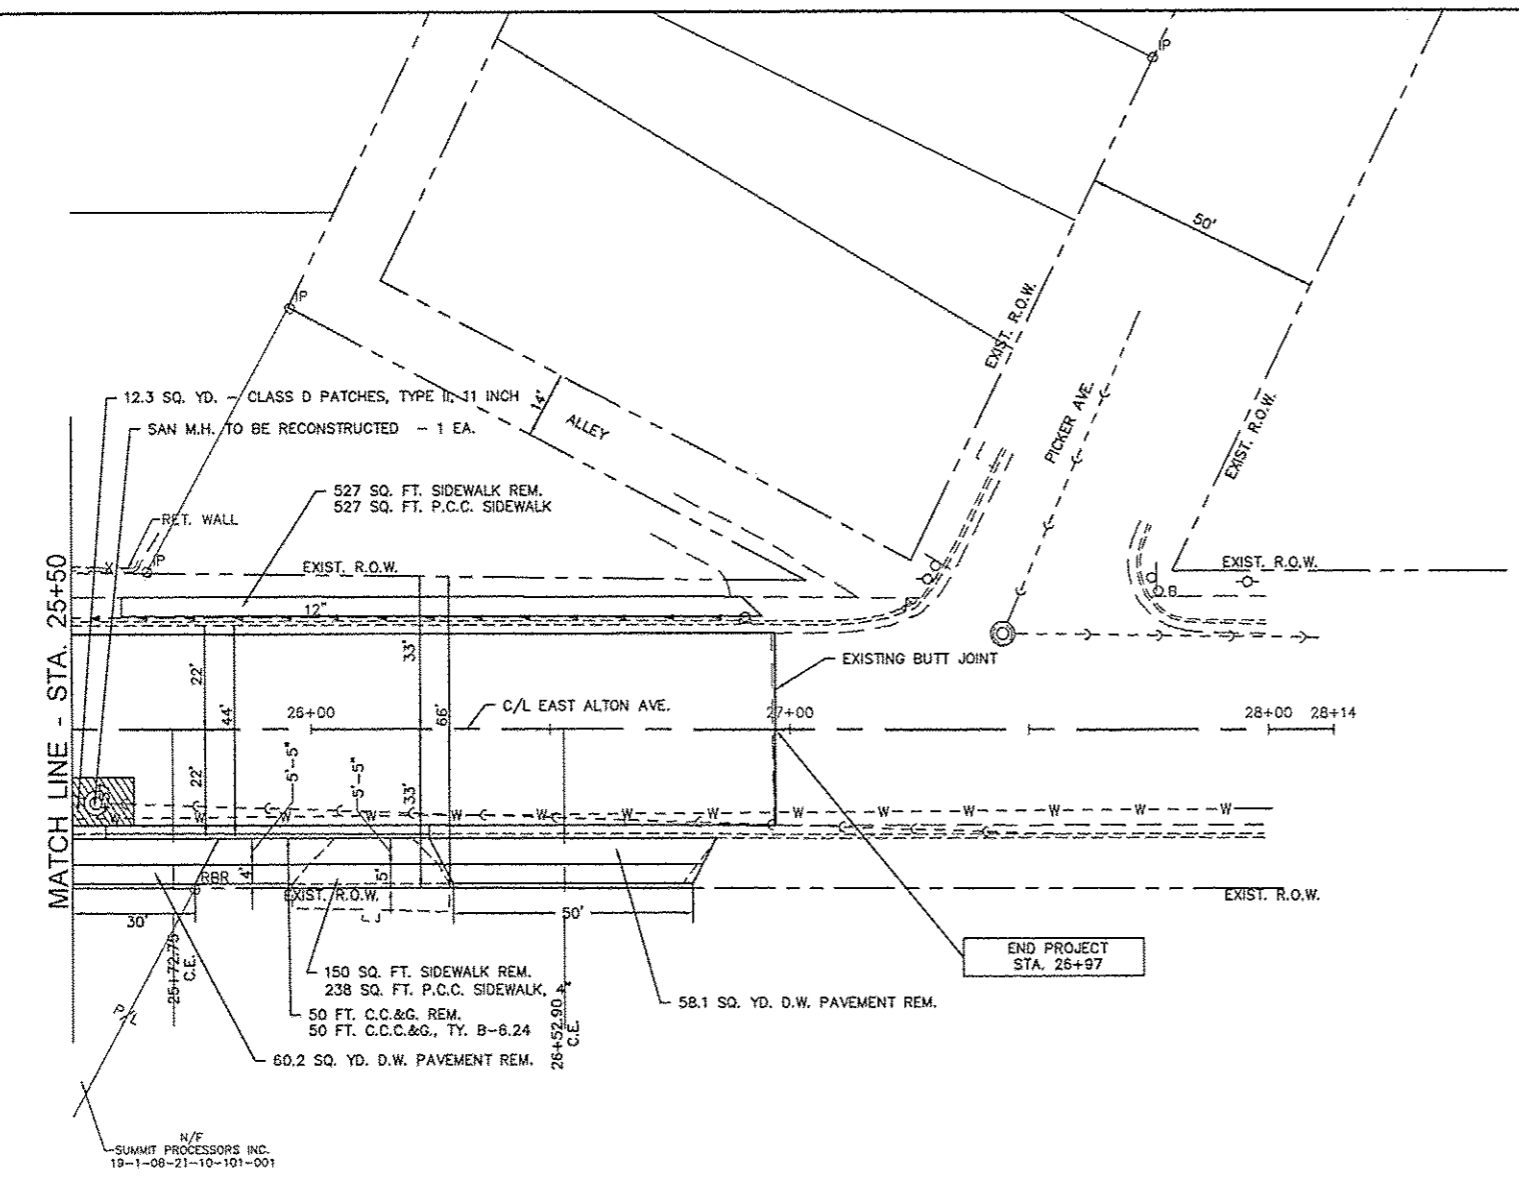 IP
50'
EXIST. R.O.W.
IP
12.3 SQ. YD. - CLASS D PATCHES, TYPE II, 11 INCH
14'
ALLEY
PICKER AVE.
EXIST. R.O.W.
SAN M.H. TO BE RECONSTRUCTED - 1 EA.
527 SQ. FT. SIDEWALK REM.
527 SQ. FT. P.C.C. SIDEWALK
RET. WALL
X
IP
EXIST. R.O.W.
EXIST. R.O.W.
B
12"
MATCH LINE - STA. 25+50
22'
33'
EXISTING BUTT JOINT
44'
66'
C/L EAST ALTON AVE.
26+00
27+00
28+00
28+14
22'
5'-5"
5'-5"
33'
W W W W W W W W W W W W W W
RBR
4'
5'
EXIST. R.O.W.
EXIST. R.O.W.
30'
50'
25+72.75
C.E.
END PROJECT
STA. 26+97
150 SQ. FT. SIDEWALK REM.
238 SQ. FT. P.C.C. SIDEWALK, 4"
58.1 SQ. YD. D.W. PAVEMENT REM.
P/L
50 FT. C.C.&G. REM.
50 FT. C.C.C.&G., TY. B-6.24
26+52.90
C.E.
60.2 SQ. YD. D.W. PAVEMENT REM.
N/F
SUMMIT PROCESSORS INC.
19-1-08-21-10-101-001